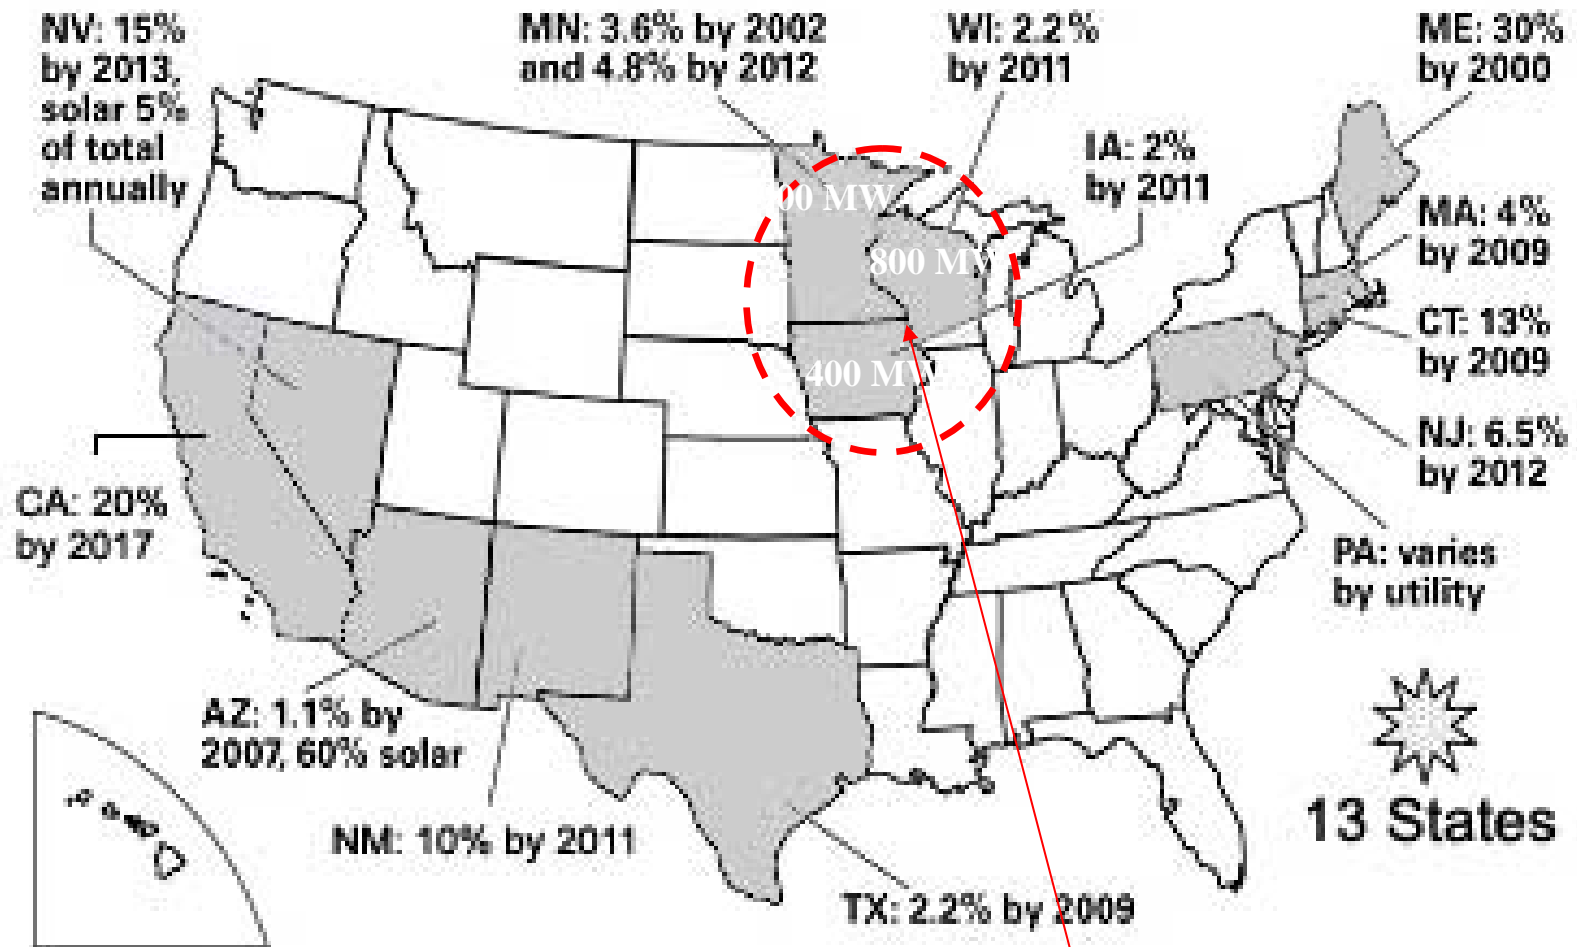 NV: 15%
by 2013,
solar 5%
of total
annually
MN: 3.6% by 2002
and 4.8% by 2012
WI: 2.2%
by 2011
ME: 30%
by 2000
IA: 2%
by 2011
MA: 4%
by 2009
CT: 13%
by 2009
NJ: 6.5%
by 2012
PA: varies
by utility
00 MW
800 MW
400 MW
CA: 20%
by 2017
AZ: 1.1% by
2007, 60% solar
NM: 10% by 2011
TX: 2.2% by 2009
13 States